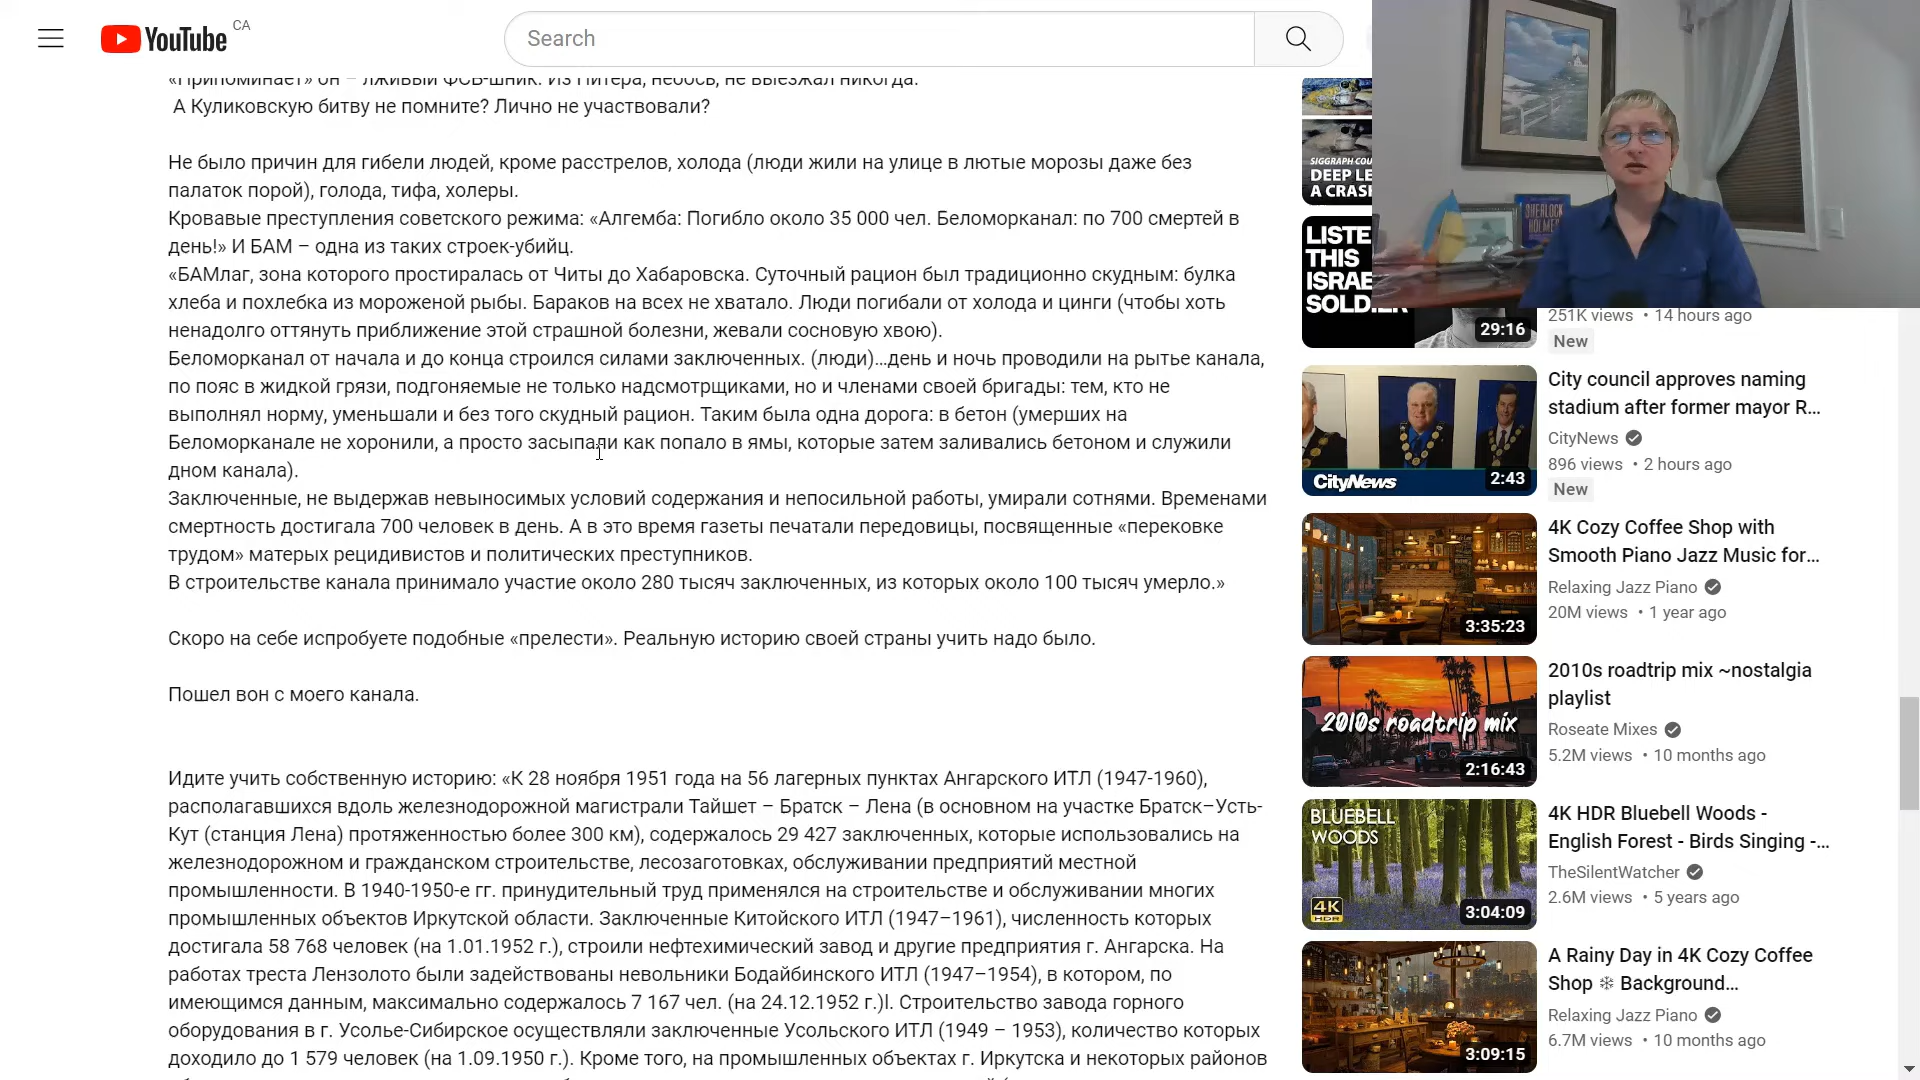 YouTube CA
Search
«Припоминает» он – лживый ФСБ-шник. Из Питера, небось, не выезжал никогда.
А Куликовскую битву не помните? Лично не участвовали?
Не было причин для гибели людей, кроме расстрелов, холода (люди жили на улице в лютые морозы даже без
палаток порой), голода, тифа, холеры.
Кровавые преступления советского режима: «Алгемба: Погибло около 35 000 чел. Беломорканал: по 700 смертей в
день!» И БАМ – одна из таких строек-убийц.
«БАМлаг, зона которого простиралась от Читы до Хабаровска. Суточный рацион был традиционно скудным: булка
хлеба и похлебка из мороженой рыбы. Бараков на всех не хватало. Люди погибали от холода и цинги (чтобы хоть
ненадолго оттянуть приближение этой страшной болезни, жевали сосновую хвою).
Беломорканал от начала и до конца строился силами заключенных. (люди)...день и ночь проводили на рытье канала,
по пояс в жидкой грязи, подгоняемые не только надсмотрщиками, но и членами своей бригады: тем, кто не
выполнял норму, уменьшали и без того скудный рацион. Таким была одна дорога: в бетон (умерших на
Беломорканале не хоронили, а просто засыпали как попало в ямы, которые затем заливались бетоном и служили
дном канала).
Заключенные, не выдержав невыносимых условий содержания и непосильной работы, умирали сотнями. Временами
смертность достигала 700 человек в день. А в это время газеты печатали передовицы, посвященные «перековке
трудом» матерых рецидивистов и политических преступников.
В строительстве канала принимало участие около 280 тысяч заключенных, из которых около 100 тысяч умерло.»
Скоро на себе испробуете подобные «прелести». Реальную историю своей страны учить надо было.
Пошел вон с моего канала.
Идите учить собственную историю: «К 28 ноября 1951 года на 56 лагерных пунктах Ангарского ИТЛ (1947-1960),
располагавшихся вдоль железнодорожной магистрали Тайшет – Братск – Лена (в основном на участке Братск–Усть-
Кут (станция Лена) протяженностью более 300 км), содержалось 29 427 заключенных, которые использовались на
железнодорожном и гражданском строительстве, лесозаготовках, обслуживании предприятий местной
промышленности. В 1940-1950-е гг. принудительный труд применялся на строительстве и обслуживании многих
промышленных объектов Иркутской области. Заключенные Китойского ИТЛ (1947–1961), численность которых
достигала 58 768 человек (на 1.01.1952 г.), строили нефтехимический завод и другие предприятия г. Ангарска. На
работах треста Лензолото были задействованы невольники Бодайбинского ИТЛ (1947–1954), в котором, по
имеющимся данным, максимально содержалось 7 167 чел. (на 24.12.1952 г.)l. Строительство завода горного
оборудования в г. Усолье-Сибирское осуществляли заключенные Усольского ИТЛ (1949 – 1953), количество которых
доходило до 1 579 человек (на 1.09.1950 г.). Кроме того, на промышленных объектах г. Иркутска и некоторых районов
SIGGRAPH COU
DEEP LE
A CRASH
SHERLOCK
HOLMES
LISTE
THIS
ISRAE
SOLDIER
29:16
251K views • 14 hours ago
New
City council approves naming
stadium after former mayor R...
CityNews
896 views • 2 hours ago
New
CityNews
2:43
4K Cozy Coffee Shop with
Smooth Piano Jazz Music for...
Relaxing Jazz Piano
20M views • 1 year ago
3:35:23
2010s roadtrip mix ~nostalgia
playlist
Roseate Mixes
5.2M views • 10 months ago
2010s roadtrip mix
2:16:43
4K HDR Bluebell Woods -
English Forest - Birds Singing -...
TheSilentWatcher
2.6M views • 5 years ago
BLUEBELL
WOODS
4K
HDR
3:04:09
A Rainy Day in 4K Cozy Coffee
Shop ❄ Background...
Relaxing Jazz Piano
6.7M views • 10 months ago
3:09:15